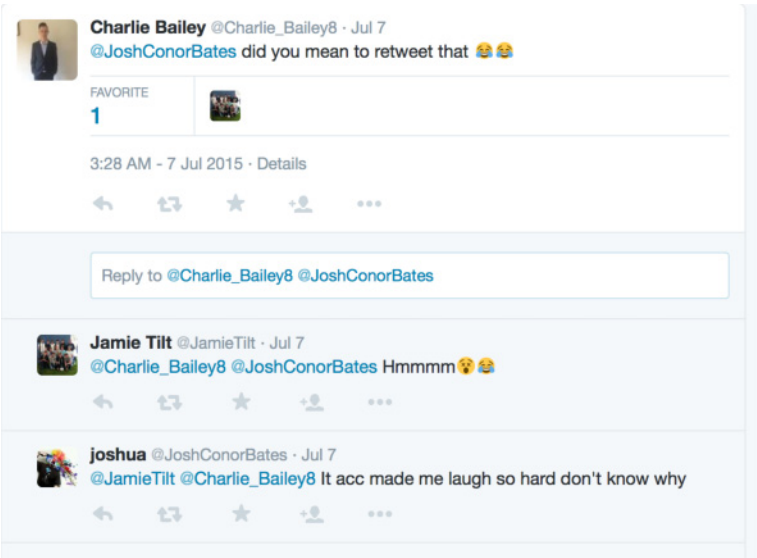 Charlie Bailey @Charlie_Bailey8 · Jul 7
@JoshConorBates did you mean to retweet that 😂😂
FAVORITE
1
3:28 AM - 7 Jul 2015 · Details
Reply to @Charlie_Bailey8 @JoshConorBates
Jamie Tilt @JamieTilt · Jul 7
@Charlie_Bailey8 @JoshConorBates Hmmmm😵😂
joshua @JoshConorBates · Jul 7
@JamieTilt @Charlie_Bailey8 It acc made me laugh so hard don't know why